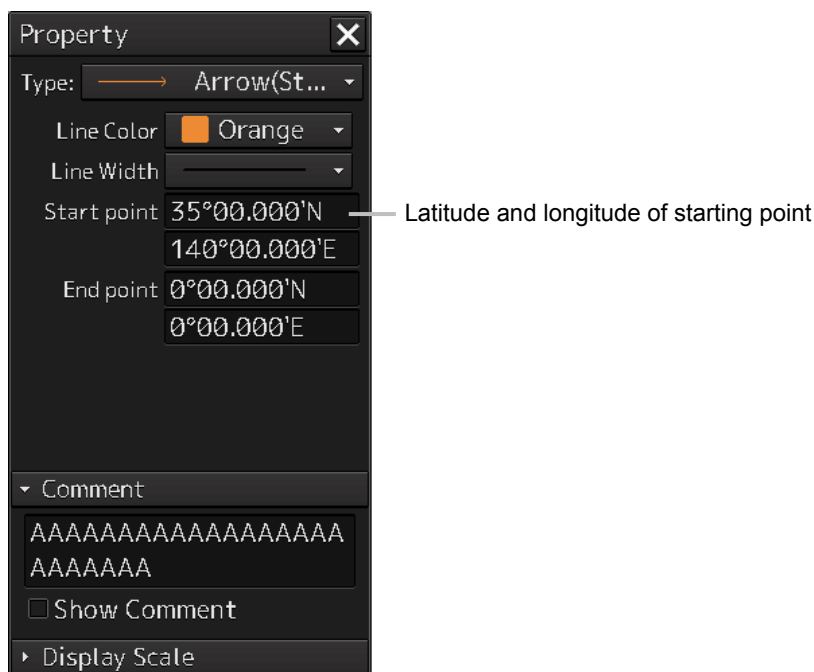 Property
Type: Arrow(St...
Line Color Orange
Line Width
Start point 35°00.000'N
Latitude and longitude of starting point
140°00.000'E
End point 0°00.000'N
0°00.000'E
Comment
AAAAAAAAAAAAAAAAAA
AAAAAAA
Show Comment
Display Scale